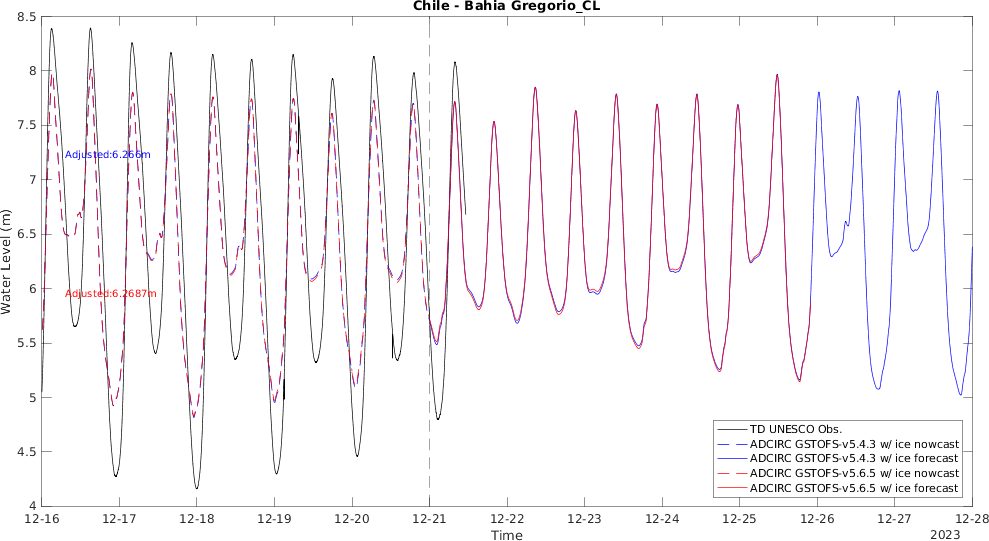 Chile - Bahia Gregorio_CL
8.5
8
7.5
7
6.5
6
5.5
5
4.5
4
Water Level (m)
Adjusted:6.266m
Adjusted:6.2687m
TD UNESCO Obs.
ADCIRC GSTOFS-v5.4.3 w/ ice nowcast
ADCIRC GSTOFS-v5.4.3 w/ ice forecast
ADCIRC GSTOFS-v5.6.5 w/ ice nowcast
ADCIRC GSTOFS-v5.6.5 w/ ice forecast
12-16 12-17 12-18 12-19 12-20 12-21 12-22 12-23 12-24 12-25 12-26 12-27 12-28
Time
2023